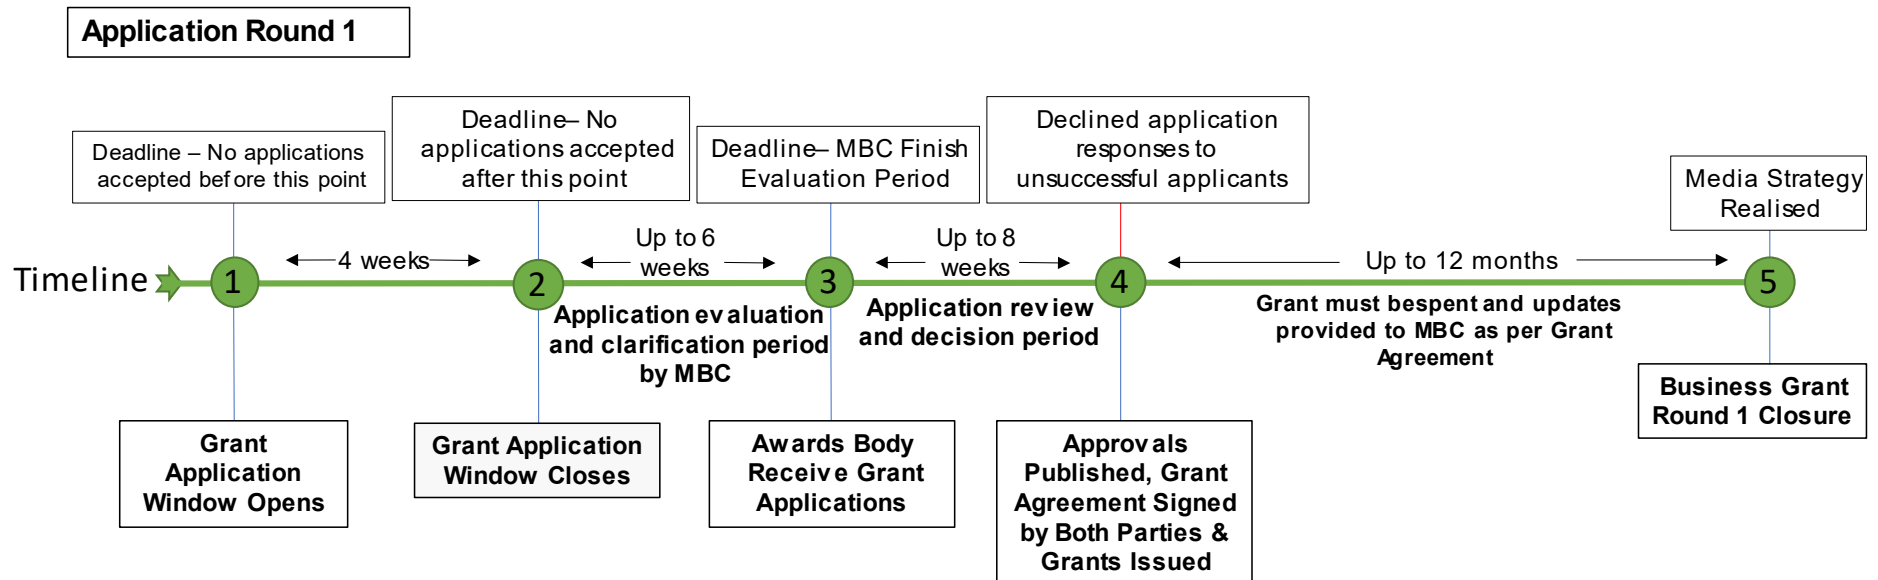 Application Round 1
Deadline – No applications
accepted before this point
Deadline– No
applications accepted
after this point
Deadline– MBC Finish
Evaluation Period
Declined application
responses to
unsuccessful applicants
Media Strategy
Realised
Timeline
1
4 weeks
2
Up to 6
weeks
3
Up to 8
weeks
4
Up to 12 months
5
Application evaluation
and clarification period
by MBC
Application review
and decision period
Grant must bespent and updates
provided to MBC as per Grant
Agreement
Grant
Application
Window Opens
Grant Application
Window Closes
Awards Body
Receive Grant
Applications
Approvals
Published, Grant
Agreement Signed
by Both Parties &
Grants Issued
Business Grant
Round 1 Closure